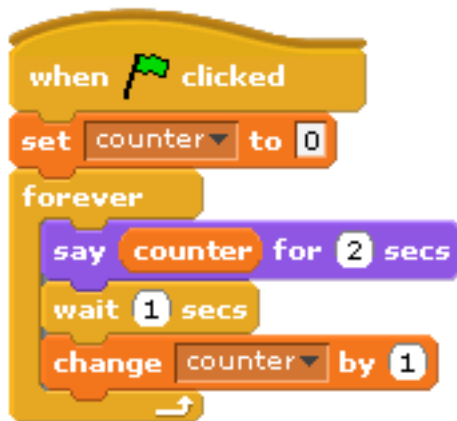 when clicked
set counter to 0
forever
say counter for 2 secs
wait 1 secs
change counter by 1